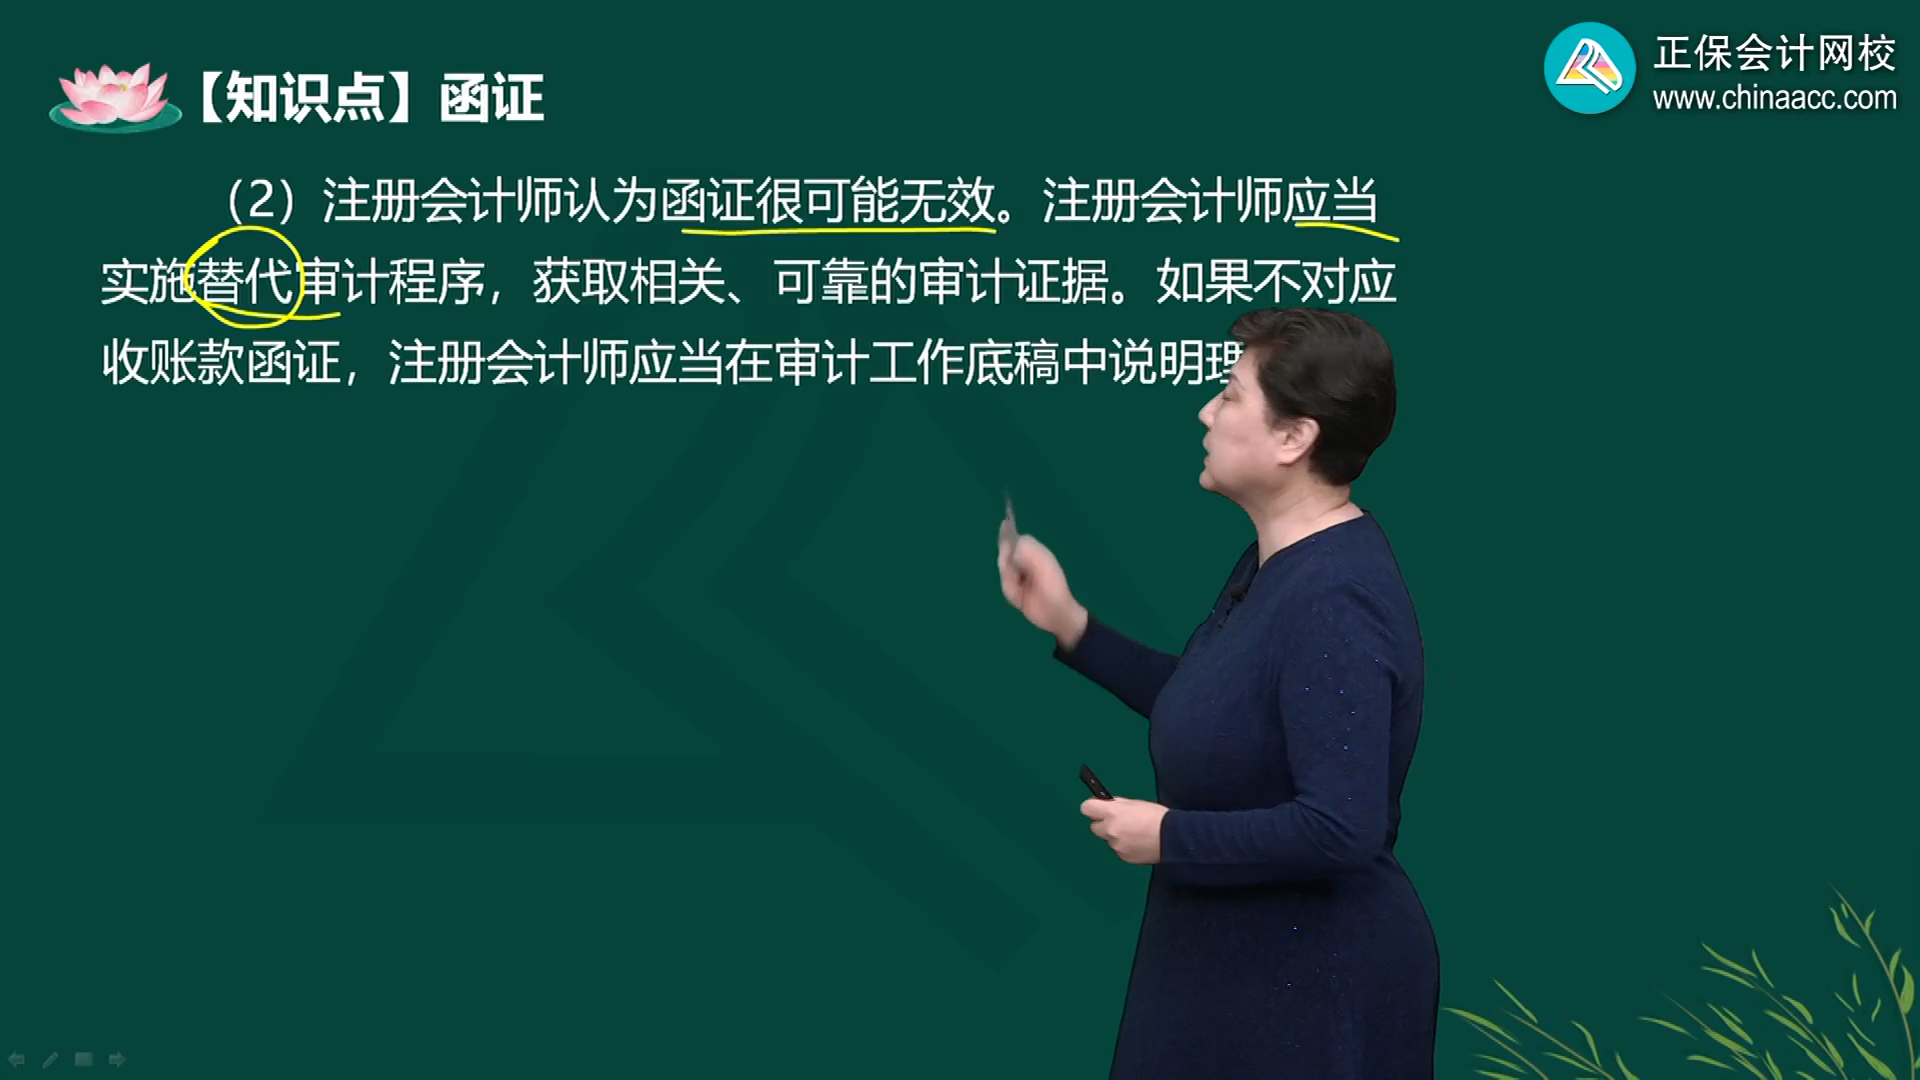 正保会计网校
www.chinaacc.com
【知识点】函证
（2）注册会计师认为函证很可能无效。注册会计师应当
实施替代审计程序，获取相关、可靠的审计证据。如果不对应
收账款函证，注册会计师应当在审计工作底稿中说明理